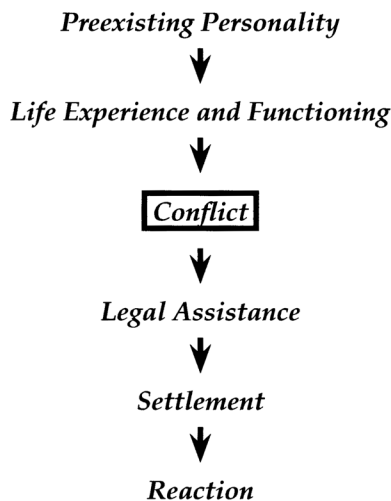 Preexisting Personality
Life Experience and Functioning
Conflict
Legal Assistance
Settlement
Reaction